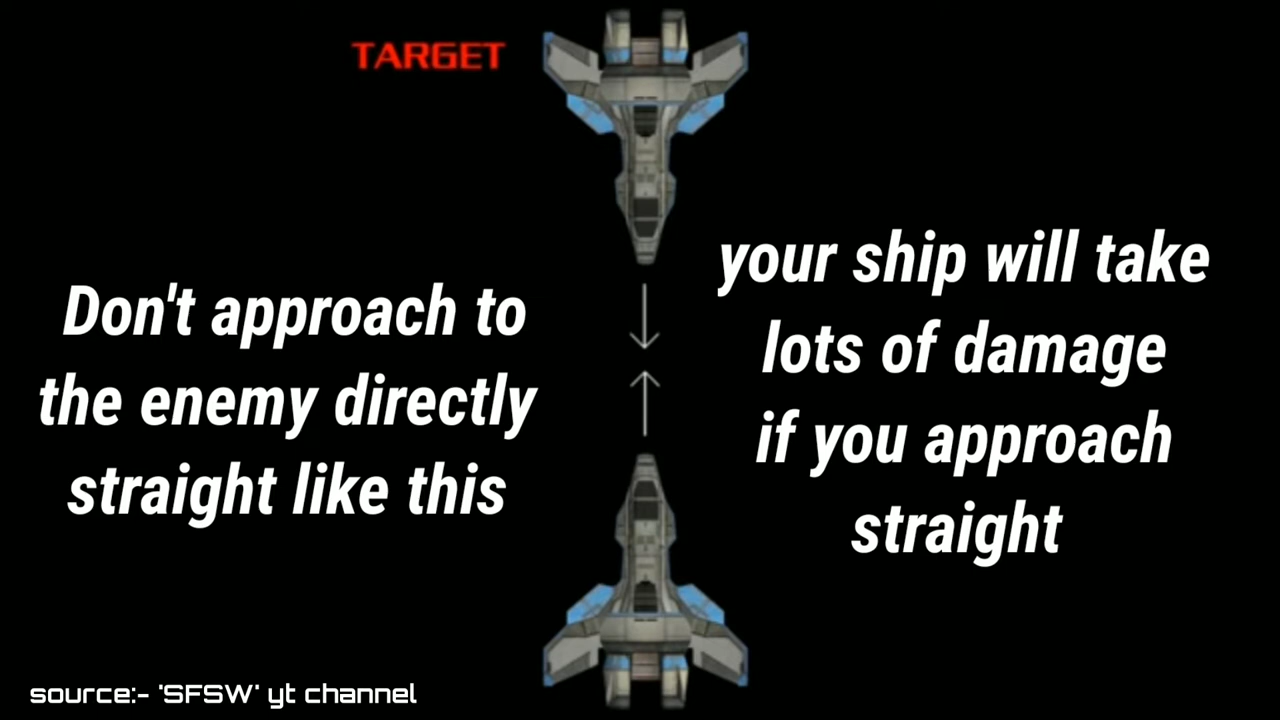 TARGET
Don't approach to
the enemy directly
straight like this
your ship will take
lots of damage
if you approach
straight
source:- 'SFSW' yt channel